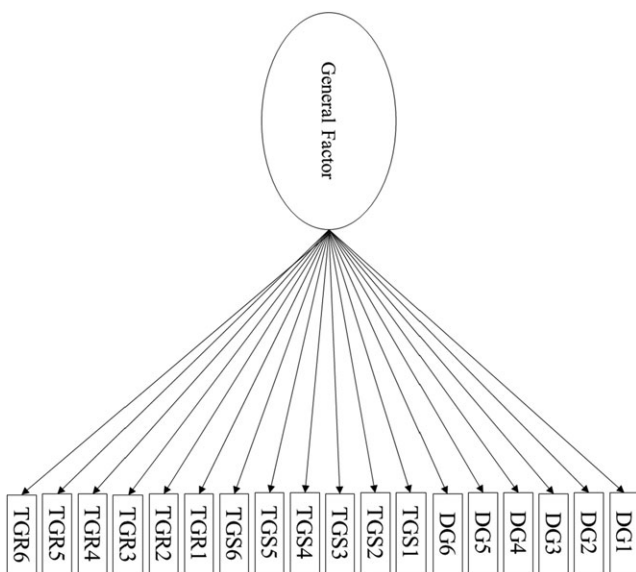 General Factor
DG1
DG2
DG3
DG4
DG5
DG6
TGS1
TGS2
TGS3
TGS4
TGS5
TGS6
TGR1
TGR2
TGR3
TGR4
TGR5
TGR6